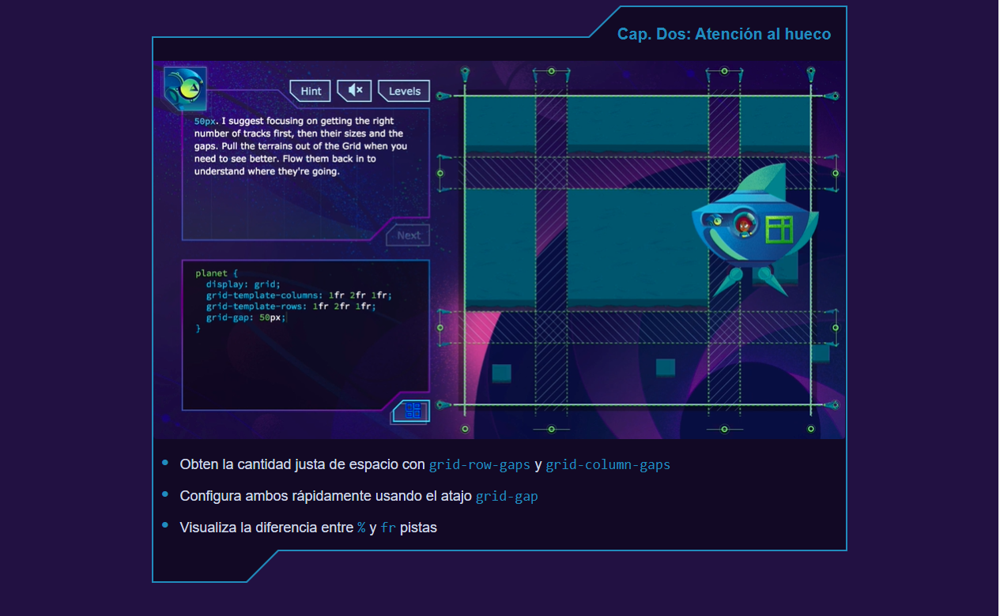 Cap. Dos: Atención al hueco
Hint
Levels
50px. I suggest focusing on getting the right
number of tracks first, then their sizes and the
gaps. Pull the terrains out of the Grid when you
need to see better. Flow them back in to
understand where they're going.
Next
planet {
display: grid;
grid-template-columns: 1fr 2fr 1fr;
grid-template-rows: 1fr 2fr 1fr;
grid-gap: 50px;
}
Obten la cantidad justa de espacio con grid-row-gaps y grid-column-gaps
Configura ambos rápidamente usando el atajo grid-gap
Visualiza la diferencia entre % y fr pistas